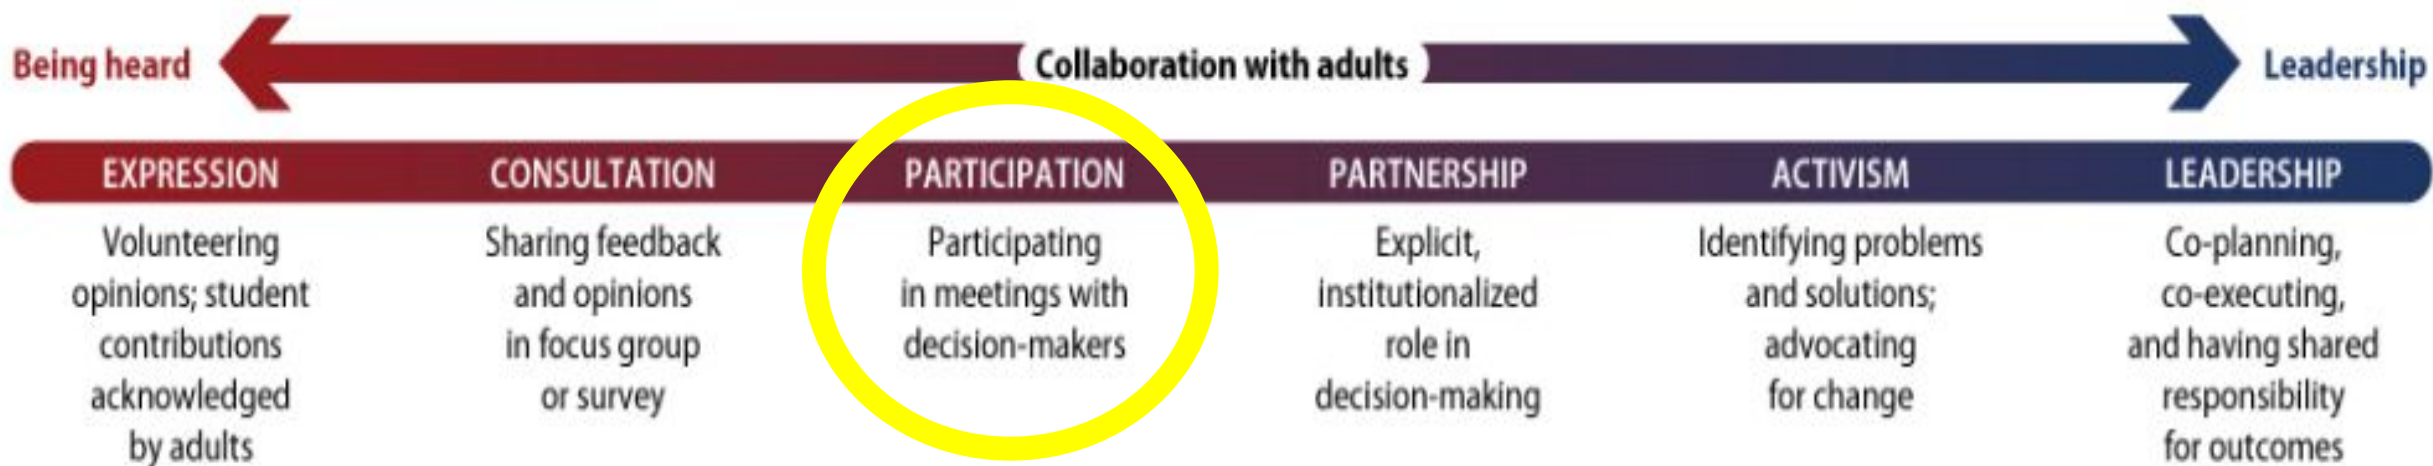 Being heard
Collaboration with adults
Leadership
EXPRESSION
Volunteering
opinions; student
contributions
acknowledged
by adults
CONSULTATION
Sharing feedback
and opinions
in focus group
or survey
PARTICIPATION
Participating
in meetings with
decision-makers
PARTNERSHIP
Explicit,
institutionalized
role in
decision-making
ACTIVISM
Identifying problems
and solutions;
advocating
for change
LEADERSHIP
Co-planning,
co-executing,
and having shared
responsibility
for outcomes